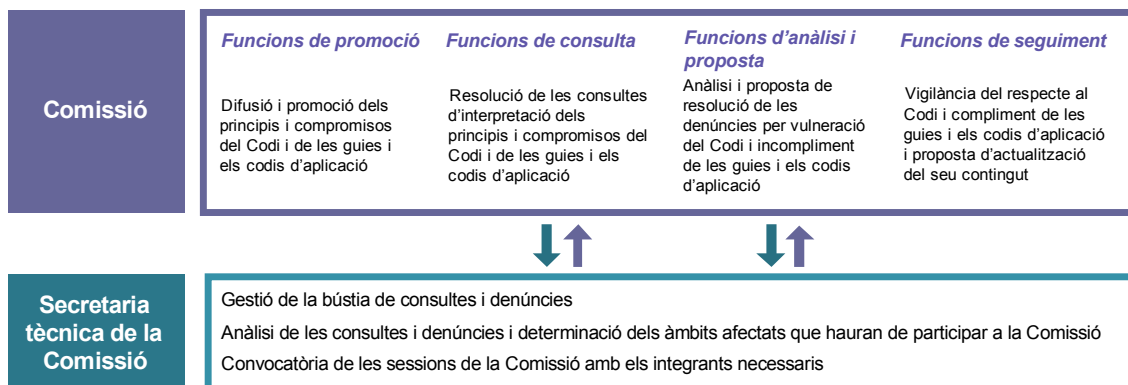 Comissió
Funcions de promoció
Difusió i promoció dels
principis i compromisos
del Codi i de les guies i
els codis d'aplicació
Funcions de consulta
Resolució de les consultes
d'interpretació dels
principis i compromisos del
Codi i de les guies i els
codis d'aplicació
Funcions d'anàlisi i
proposta
Anàlisi i proposta de
resolució de les
denúncies per vulneració
del Codi i incompliment
de les guies i els codis
d'aplicació
Funcions de seguiment
Vigilància del respecte al
Codi i compliment de les
guies i els codis d'aplicació
i proposta d'actualització
del seu contingut
Secretaria
tècnica de la
Comissió
Gestió de la bústia de consultes i denúncies
Anàlisi de les consultes i denúncies i determinació dels àmbits afectats que hauran de participar a la Comissió
Convocatòria de les sessions de la Comissió amb els integrants necessaris